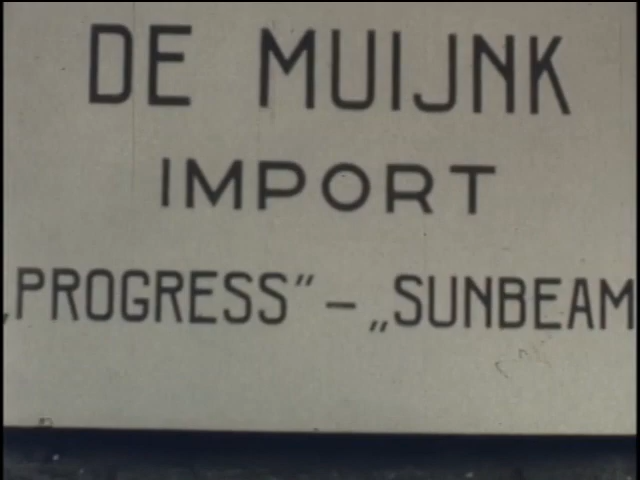 DE MUIJNK
IMPORT
„PROGRESS” – „SUNBEAM